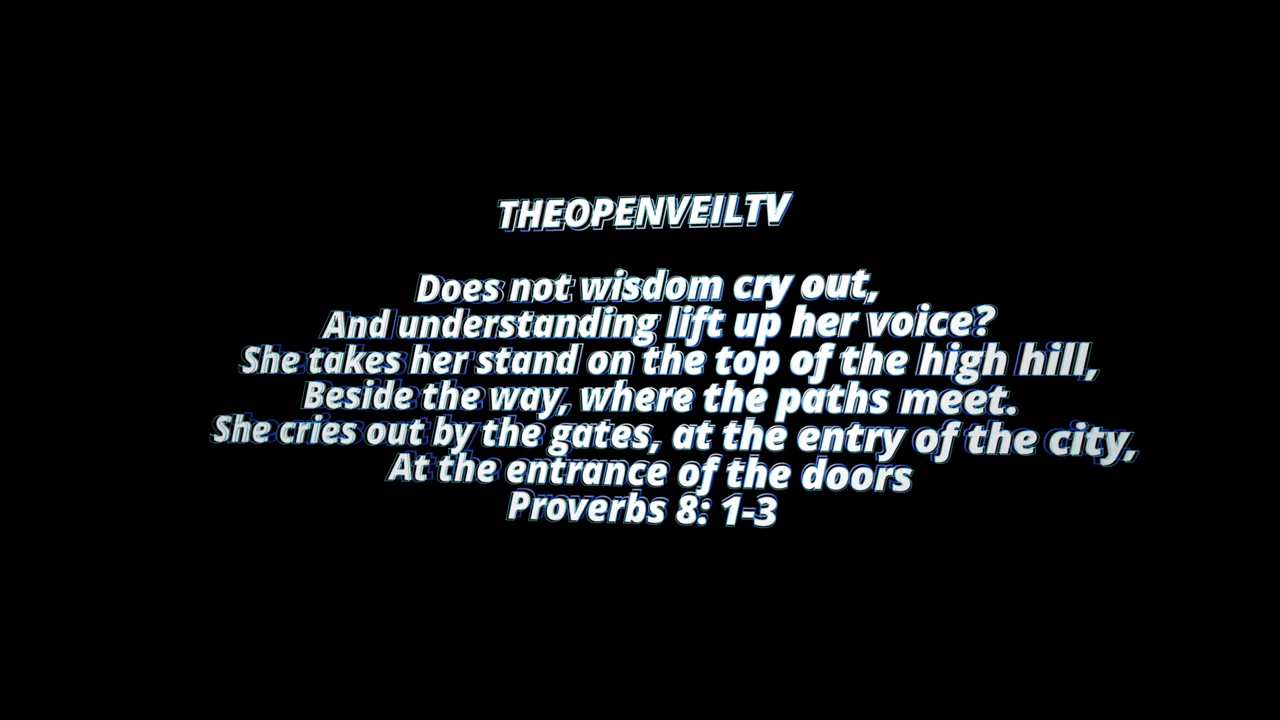 THEOPENVEILTV
Does not wisdom cry out,
And understanding lift up her voice?
She takes her stand on the top of the high hill,
Beside the way, where the paths meet.
She cries out by the gates, at the entry of the city,
At the entrance of the doors
Proverbs 8: 1-3